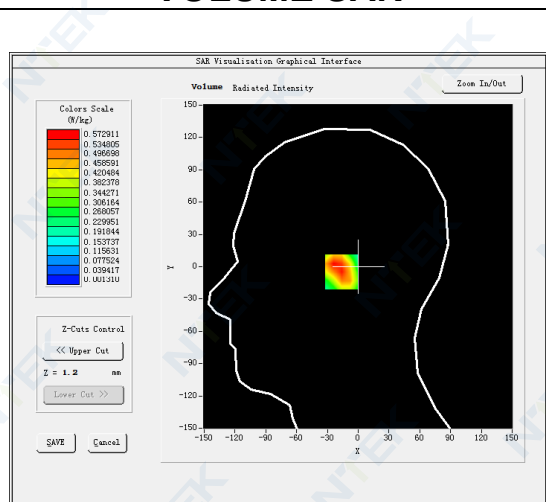 VOLUME SAR
SAR Visualisation Graphical Interface
Volume Radiated Intensity
Zoom In/Out
Colors Scale
(W/kg)
0.572911
0.534805
0.496698
0.458591
0.420484
0.382378
0.344271
0.306164
0.268057
0.229951
0.191844
0.153737
0.115631
0.077524
0.039417
0.001310
Z-Cuts Control
<< Upper Cut
Z = 1.2 mm
Lower Cut >>
SAVE
Cancel
150
120
90
60
30
0
-30
-60
-90
-120
-150
Y
-150 -120 -90 -60 -30 0 30 60 90 120 150
X
NTEK